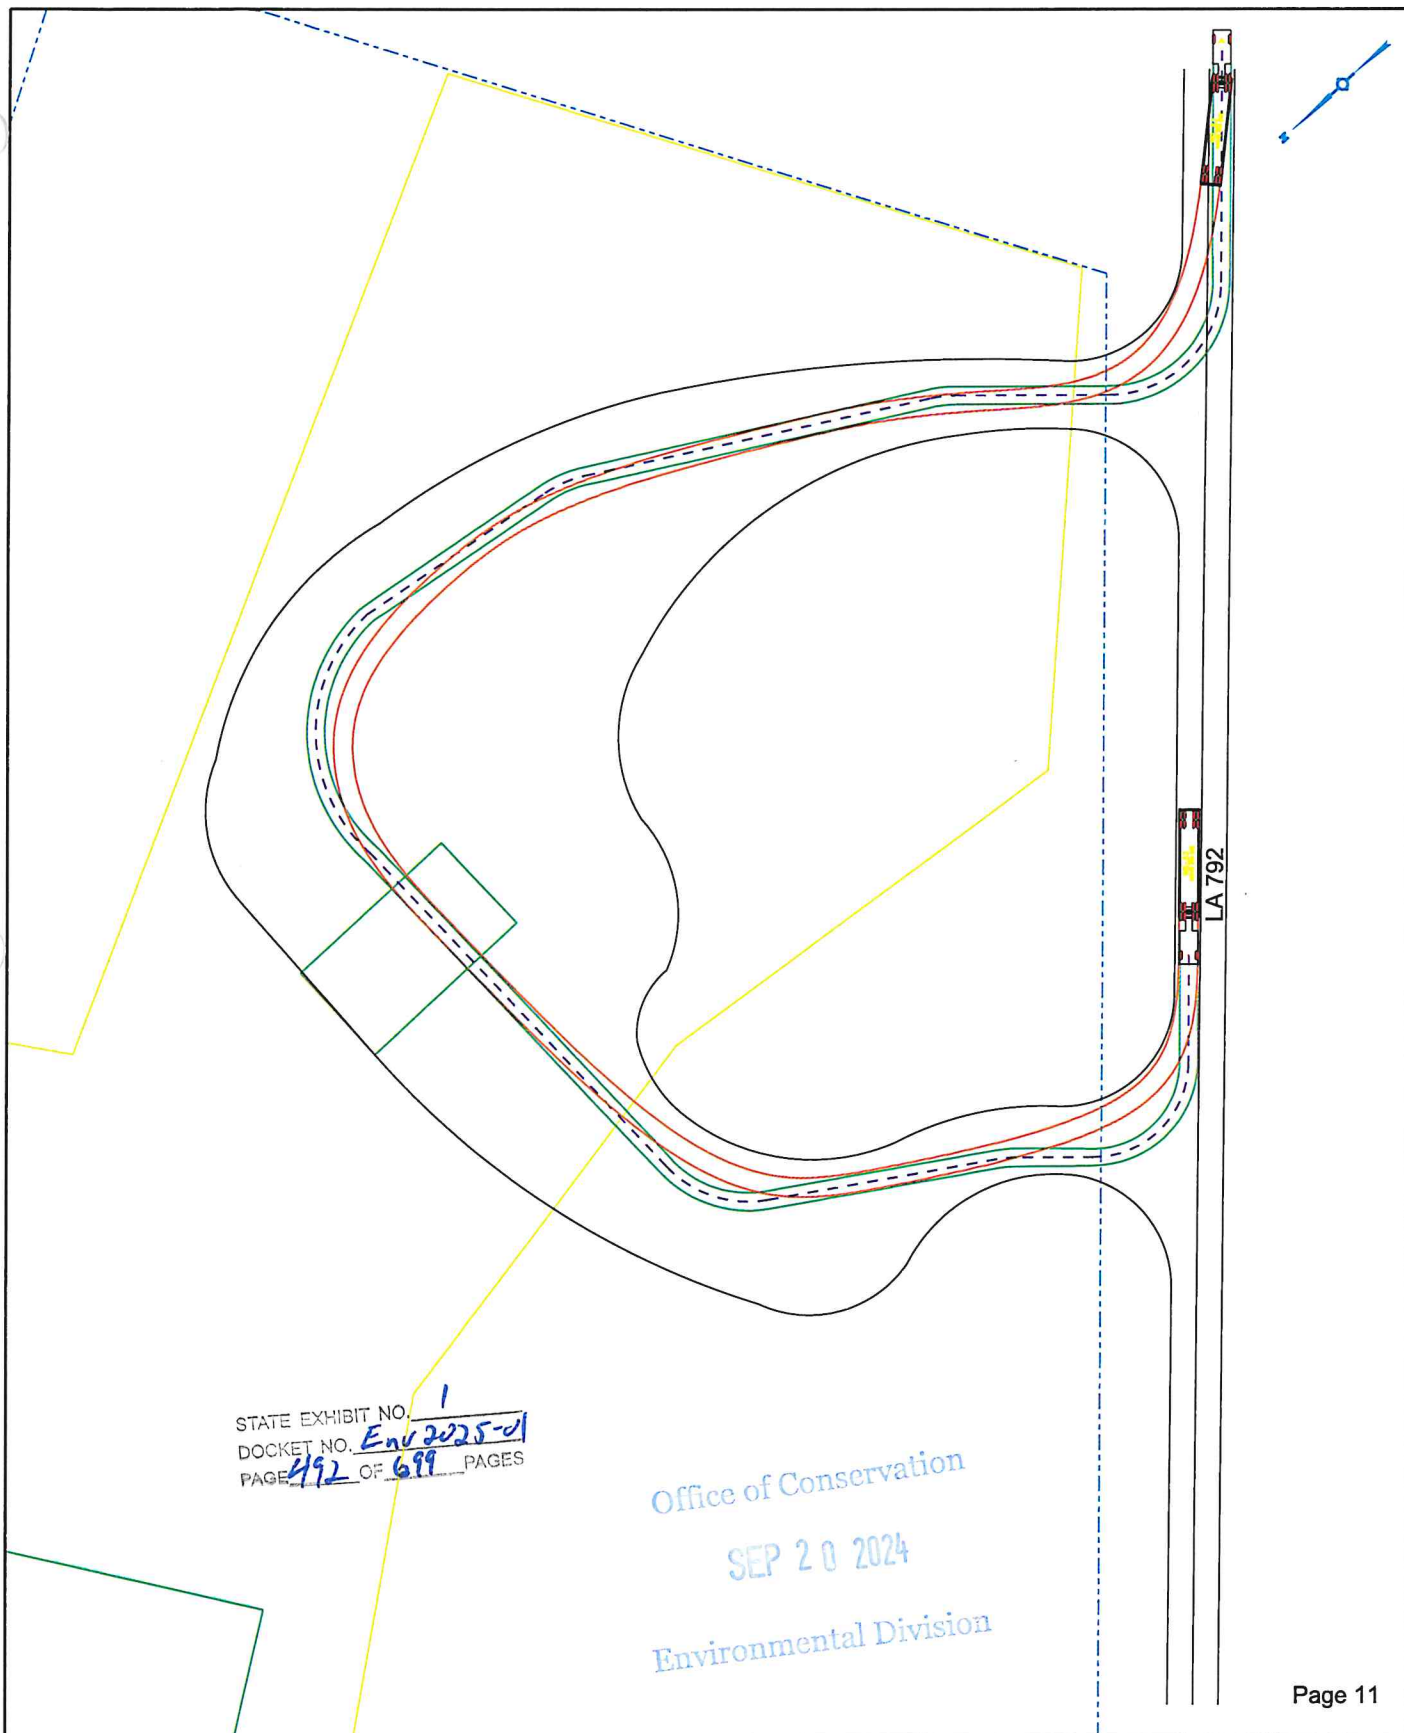 LA 792
STATE EXHIBIT NO. 1
DOCKET NO. Env 2025-01
PAGE 492 OF 699 PAGES
Office of Conservation
SEP 20 2024
Environmental Division
Page 11